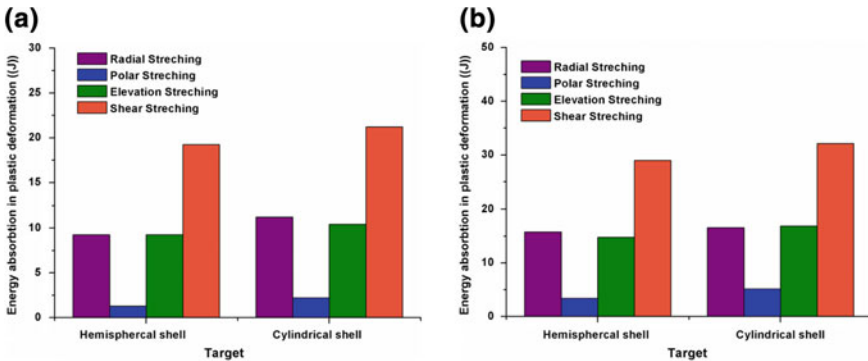 (a)
Energy absorbtion in plastic deformation ((J)
30
25
20
15
10
5
0
Radial Streching
Polar Streching
Elevation Streching
Shear Streching
Hemisphercal shell
Cylindrical shell
Target
(b)
Energy absorbtion in plastic deformation ((J)
50
40
30
20
10
0
Radial Streching
Polar Streching
Elevation Streching
Shear Streching
Hemisphercal shell
Cylindrical shell
Target